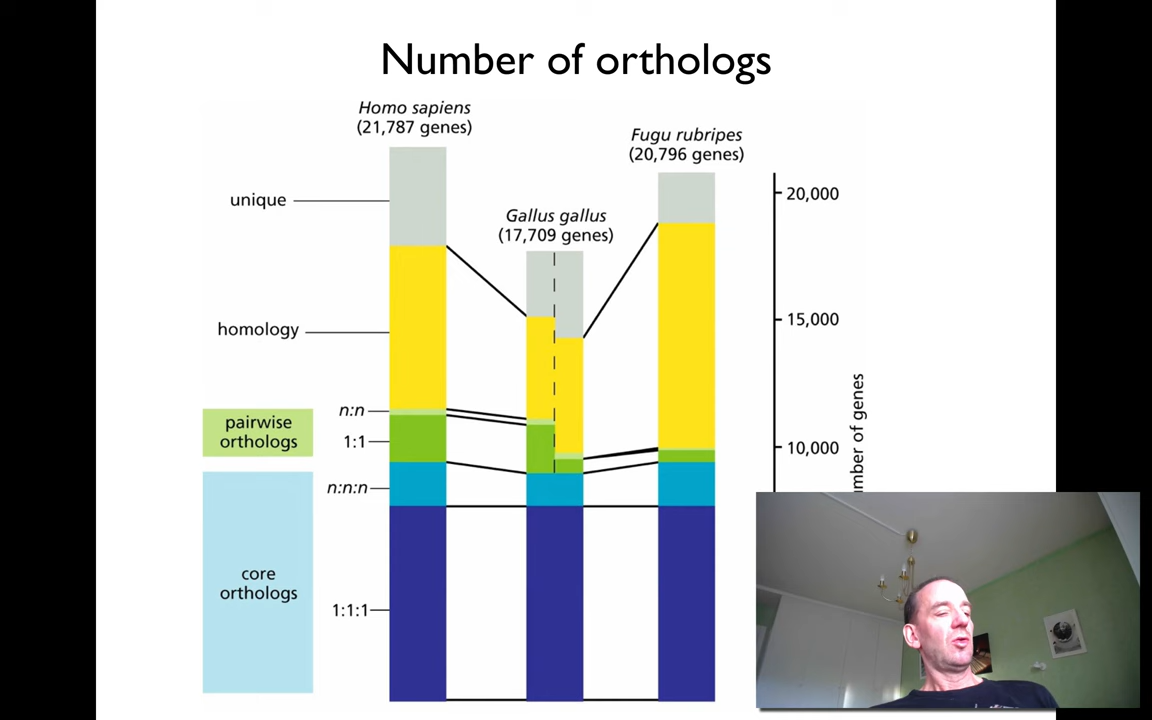 Number of orthologs
Homo sapiens
(21,787 genes)
Fugu rubripes
(20,796 genes)
Gallus gallus
(17,709 genes)
unique
homology
n:n
pairwise
orthologs
1:1
n:n:n
core
orthologs
1:1:1
20,000
15,000
10,000
umber of genes